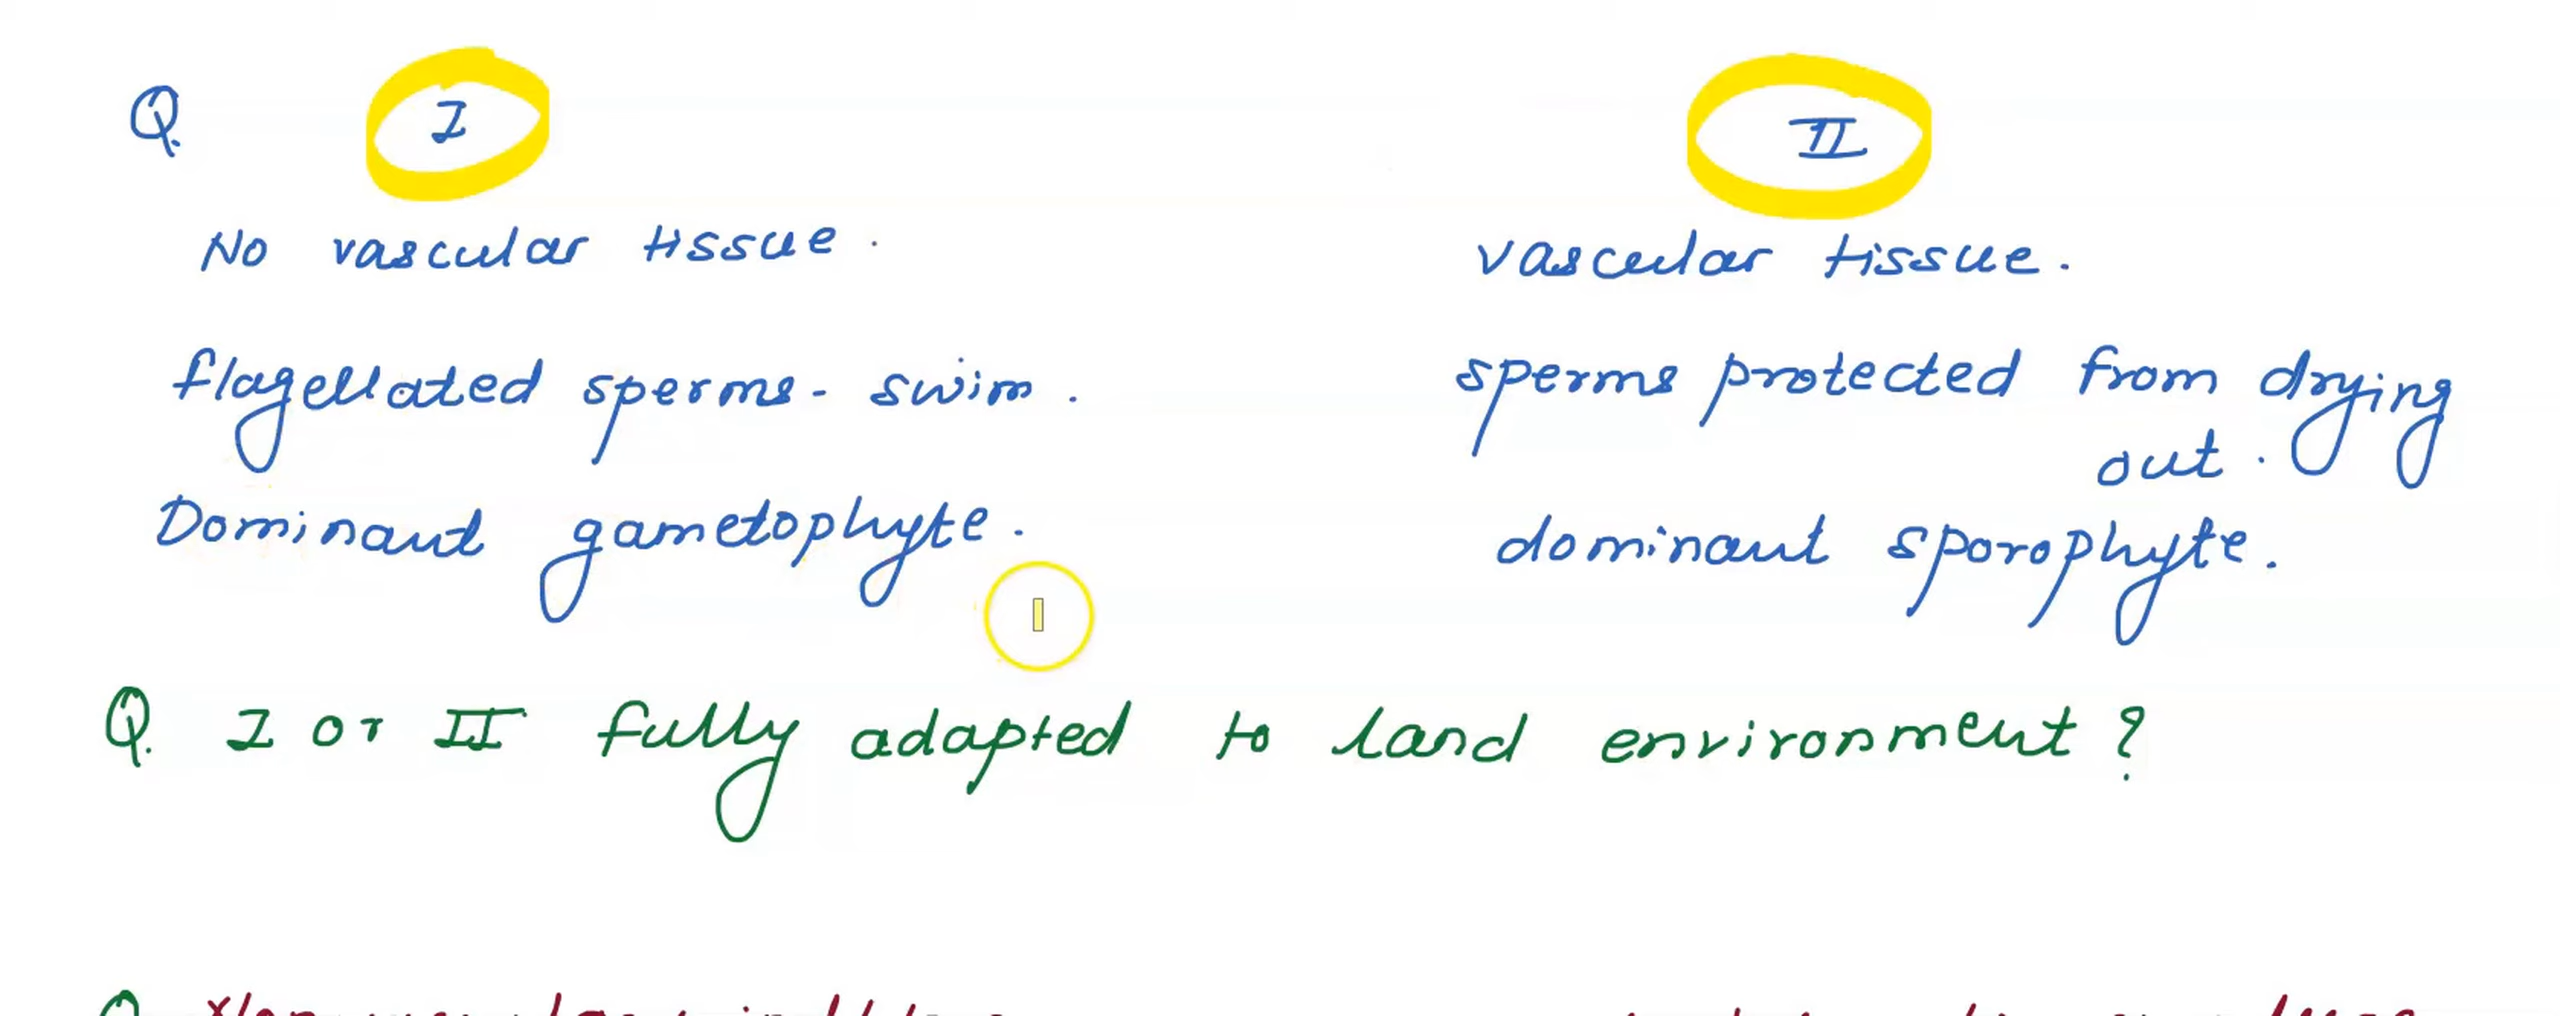 Q. I II
No vascular tissue. vascular tissue.
flagellated sperms- swim. sperms protected from drying
out.
Dominant gametophyte. dominant sporophyte.
Q. I or II fully adapted to land environment?
Q